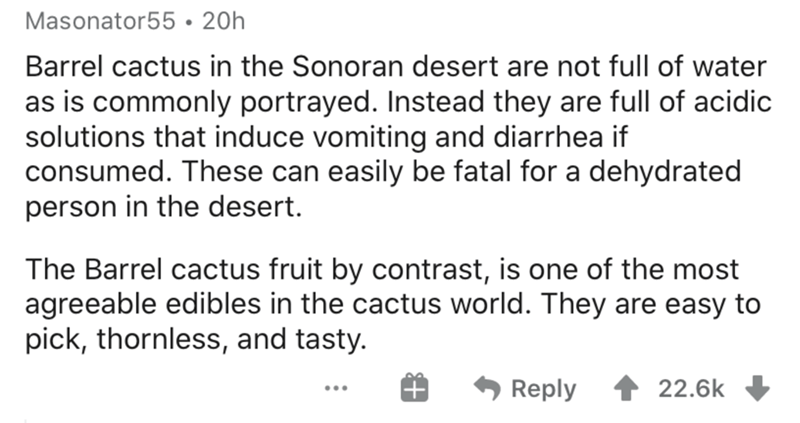 Masonator55 • 20h
Barrel cactus in the Sonoran desert are not full of water
as is commonly portrayed. Instead they are full of acidic
solutions that induce vomiting and diarrhea if
consumed. These can easily be fatal for a dehydrated
person in the desert.
The Barrel cactus fruit by contrast, is one of the most
agreeable edibles in the cactus world. They are easy to
pick, thornless, and tasty.
Reply 22.6k